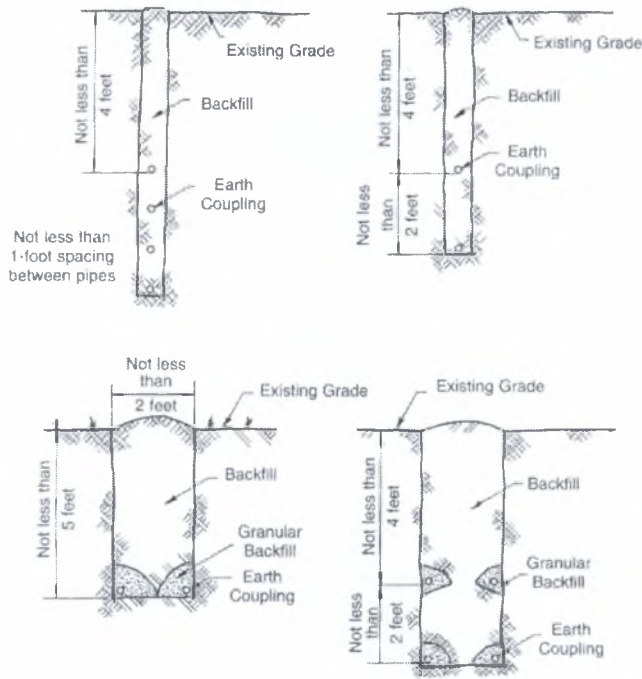 Not less than
4 feet
Existing Grade
Backfill
Earth
Coupling
Not less than
1-foot spacing
between pipes
Not less than
4 feet
Not less
than
2 feet
Existing Grade
Backfill
Earth
Coupling
Not less
than
2 feet
Existing Grade
Not less than
5 feet
Backfill
Granular
Backfill
Earth
Coupling
Existing Grade
Not less than
4 feet
Not less
than
2 feet
Backfill
Granular
Backfill
Earth
Coupling